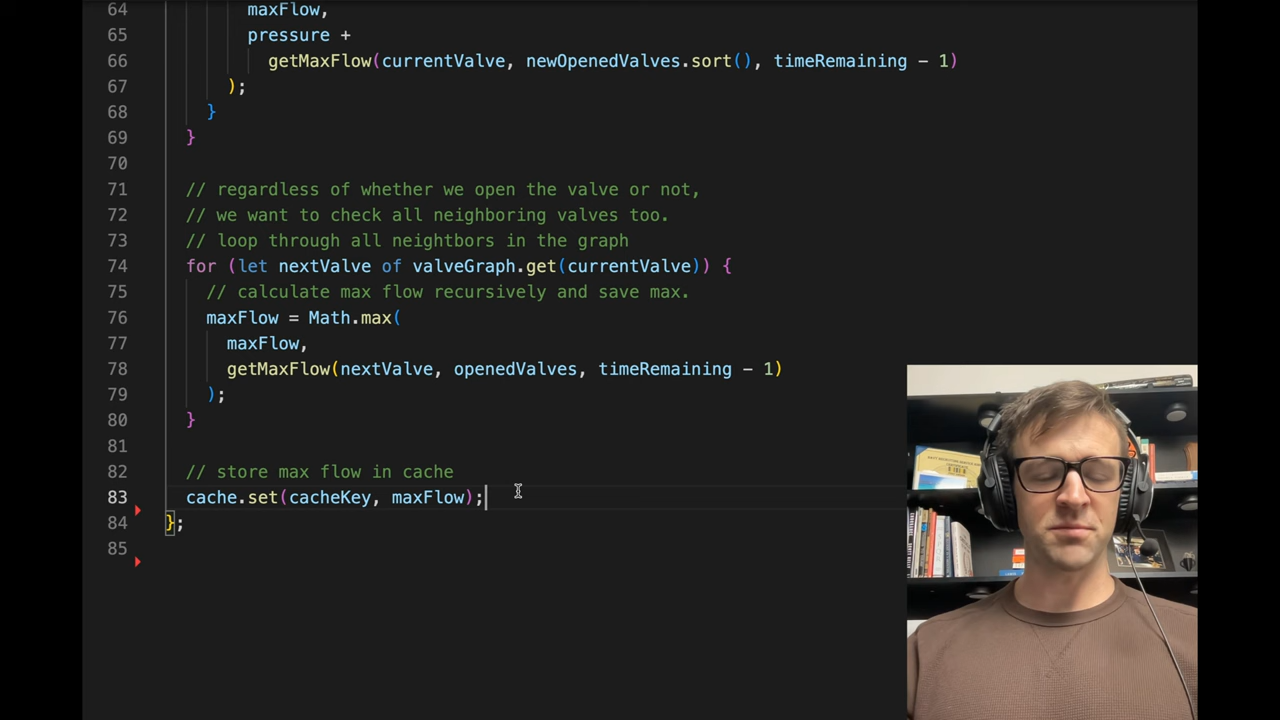 64 maxFlow,
65 pressure +
66 getMaxFlow(currentValve, newOpenedValves.sort(), timeRemaining - 1)
67 );
68 }
69 }
70
71 // regardless of whether we open the valve or not,
72 // we want to check all neighboring valves too.
73 // loop through all neightbors in the graph
74 for (let nextValve of valveGraph.get(currentValve)) {
75 // calculate max flow recursively and save max.
76 maxFlow = Math.max(
77 maxFlow,
78 getMaxFlow(nextValve, openedValves, timeRemaining - 1)
79 );
80 }
81
82 // store max flow in cache
83 cache.set(cacheKey, maxFlow);
84 };
85